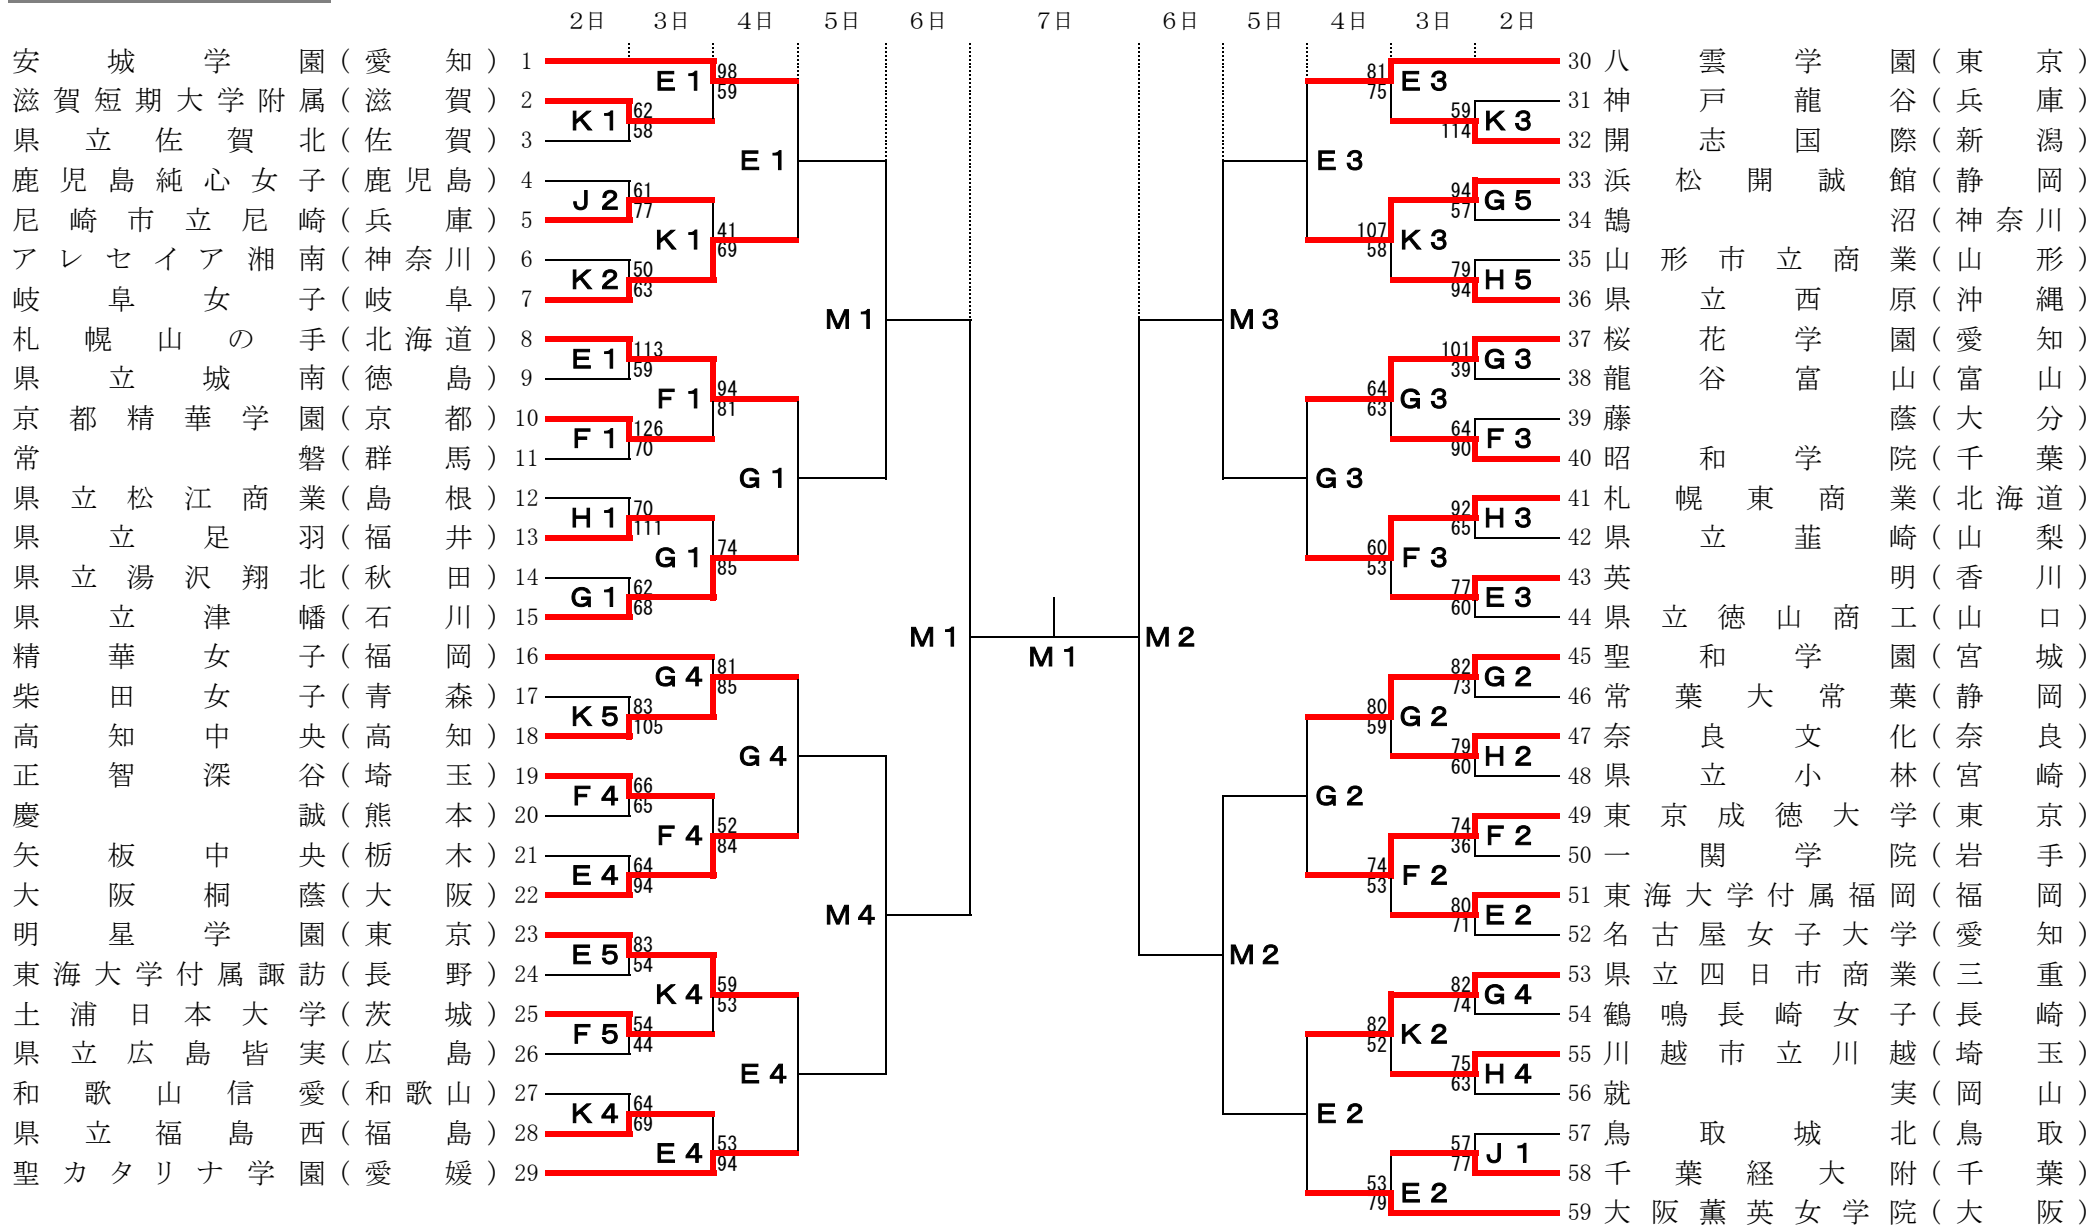 2日 3日 4日 5日 6日 7日 6日 5日 4日 3日 2日
安城学園(愛知) 1
滋賀短期大学附属(滋賀) 2
県立佐賀北(佐賀) 3
鹿児島純心女子(鹿児島) 4
尼崎市立尼崎(兵庫) 5
アレセイア湘南(神奈川) 6
岐阜女子(岐阜) 7
札幌山の手(北海道) 8
県立城南(徳島) 9
京都精華学園(京都) 10
常磐(群馬) 11
県立松江商業(島根) 12
県立足羽(福井) 13
県立湯沢翔北(秋田) 14
県立津幡(石川) 15
精華女子(福岡) 16
柴田女子(青森) 17
高知中央(高知) 18
正智深谷(埼玉) 19
慶誠(熊本) 20
矢板中央(栃木) 21
大阪桐蔭(大阪) 22
明星学園(東京) 23
東海大学付属諏訪(長野) 24
土浦日本大学(茨城) 25
県立広島皆実(広島) 26
和歌山信愛(和歌山) 27
県立福島西(福島) 28
聖カタリナ学園(愛媛) 29
K1 62 58
J2 61 77
K2 50 63
E1 113 59
F1 126 70
H1 70 111
G1 62 68
K5 83 105
F4 66 65
E4 64 94
E5 83 54
F5 54 44
K4 64 69
E1 98 59
K1 41 69
F1 94 81
G1 74 85
G4 81 85
F4 52 84
K4 59 53
E4 53 94
E1
G1
G4
E4
M1
M4
M1
M1
M2
M3
M2
E3
G3
G2
E2
81 75 E3
107 58 K3
64 63 G3
60 53 F3
80 59 G2
74 53 F2
82 52 K2
53 79 E2
59 114 K3
94 57 G5
79 94 H5
101 39 G3
64 90 F3
92 65 H3
77 60 E3
82 73 G2
79 60 H2
74 36 F2
80 71 E2
82 74 G4
75 63 H4
57 77 J1
30 八雲学園(東京)
31 神戸龍谷(兵庫)
32 開志国際(新潟)
33 浜松開誠館(静岡)
34 鵠沼(神奈川)
35 山形市立商業(山形)
36 県立西原(沖縄)
37 桜花学園(愛知)
38 龍谷富山(富山)
39 藤蔭(大分)
40 昭和学院(千葉)
41 札幌東商業(北海道)
42 県立韮崎(山梨)
43 英明(香川)
44 県立徳山商工(山口)
45 聖和学園(宮城)
46 常葉大常葉(静岡)
47 奈良文化(奈良)
48 県立小林(宮崎)
49 東京成徳大学(東京)
50 一関学院(岩手)
51 東海大学付属福岡(福岡)
52 名古屋女子大学(愛知)
53 県立四日市商業(三重)
54 鶴鳴長崎女子(長崎)
55 川越市立川越(埼玉)
56 就実(岡山)
57 鳥取城北(鳥取)
58 千葉経大附(千葉)
59 大阪薫英女学院(大阪)